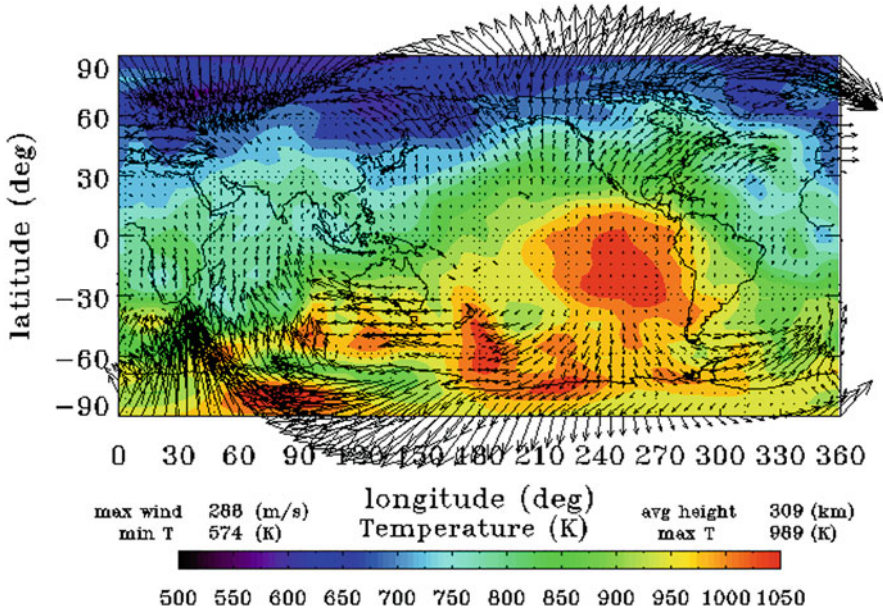 90
60
30
0
−30
−60
−90
latitude (deg)
0 30 60 90 120 150 180 210 240 270 300 330 360
longitude (deg)
max wind 288 (m/s) avg height 309 (km)
min T 574 (K) Temperature (K) max T 989 (K)
500 550 600 650 700 750 800 850 900 950 1000 1050